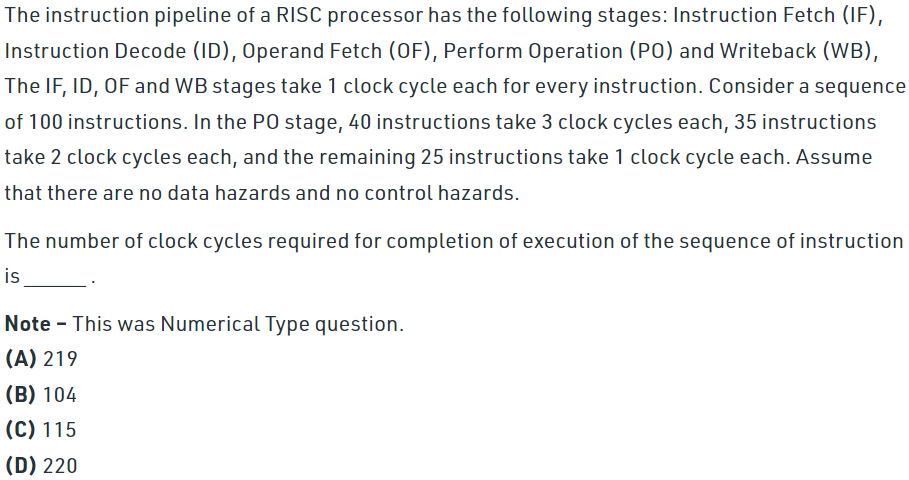 The instruction pipeline of a RISC processor has the following stages: Instruction Fetch (IF),
Instruction Decode (ID), Operand Fetch (OF), Perform Operation (PO) and Writeback (WB),
The IF, ID, OF and WB stages take 1 clock cycle each for every instruction. Consider a sequence
of 100 instructions. In the PO stage, 40 instructions take 3 clock cycles each, 35 instructions
take 2 clock cycles each, and the remaining 25 instructions take 1 clock cycle each. Assume
that there are no data hazards and no control hazards.
The number of clock cycles required for completion of execution of the sequence of instruction
is ______ .
Note – This was Numerical Type question.
(A) 219
(B) 104
(C) 115
(D) 220